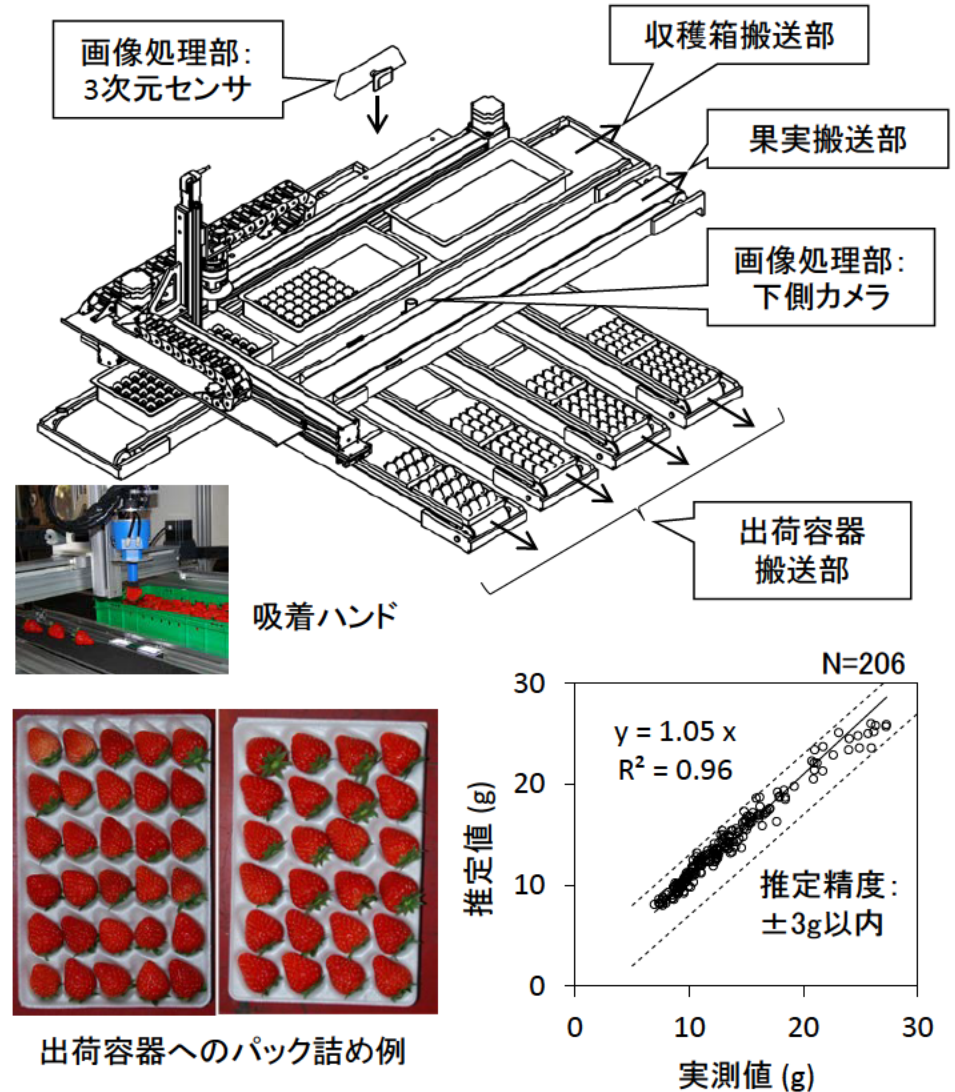 画像処理部：
3次元センサ
収穫箱搬送部
果実搬送部
画像処理部：
下側カメラ
出荷容器
搬送部
吸着ハンド
N=206
30
20
10
0
y = 1.05 x
R² = 0.96
推定値 (g)
推定精度：
±3g以内
0
10
20
30
実測値 (g)
出荷容器へのパック詰め例